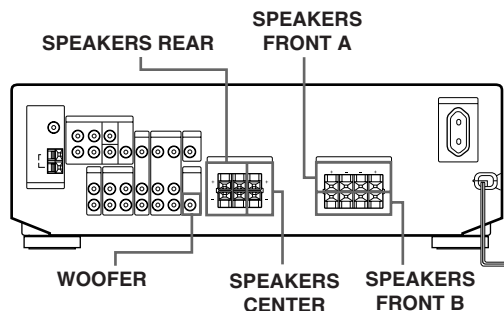 SPEAKERS
FRONT A
SPEAKERS REAR
WOOFER
SPEAKERS
CENTER
SPEAKERS
FRONT B